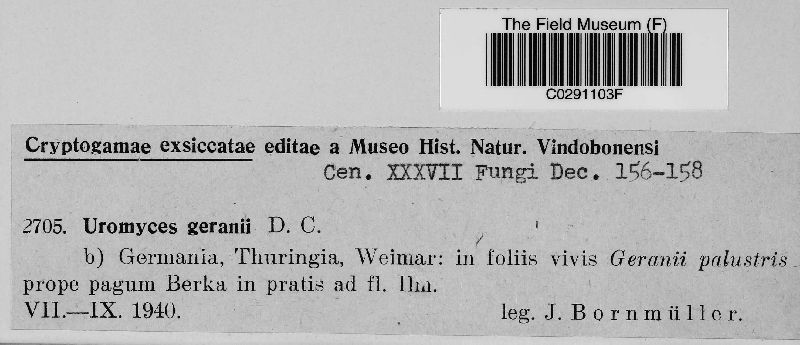 The Field Museum (F)
C0291103F
Cryptogamae exsiccatae editae a Museo Hist. Natur. Vindobonensi
Cen. XXXVII Fungi Dec. 156-158
2705. Uromyces geranii D. C.
b) Germania, Thuringia, Weimar: in foliis vivis Geranii palustris
prope pagum Berka in pratis ad fl. Ilm.
VII.—IX. 1940. leg. J. Bornmüller.